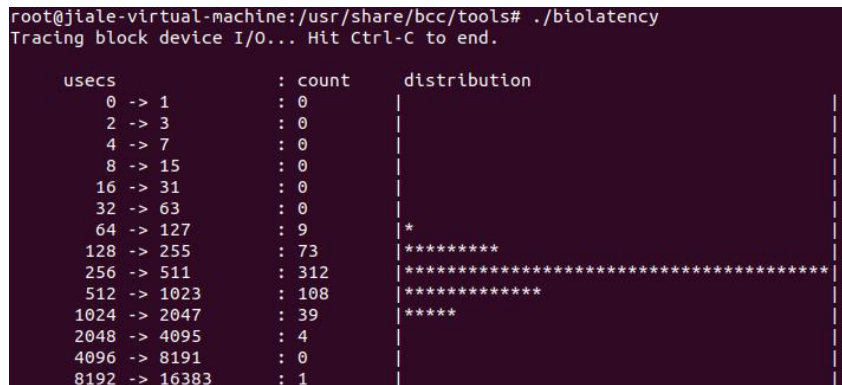 root@jiale-virtual-machine:/usr/share/bcc/tools# ./biolatency
Tracing block device I/O... Hit Ctrl-C to end.

     usecs               : count     distribution
         0 -> 1          : 0        |                                        |
         2 -> 3          : 0        |                                        |
         4 -> 7          : 0        |                                        |
         8 -> 15         : 0        |                                        |
        16 -> 31         : 0        |                                        |
        32 -> 63         : 0        |                                        |
        64 -> 127        : 9        |*                                       |
       128 -> 255        : 73       |*********                               |
       256 -> 511        : 312      |****************************************|
       512 -> 1023       : 108      |*************                           |
      1024 -> 2047       : 39       |*****                                   |
      2048 -> 4095       : 4        |                                        |
      4096 -> 8191       : 0        |                                        |
      8192 -> 16383      : 1        |                                        |